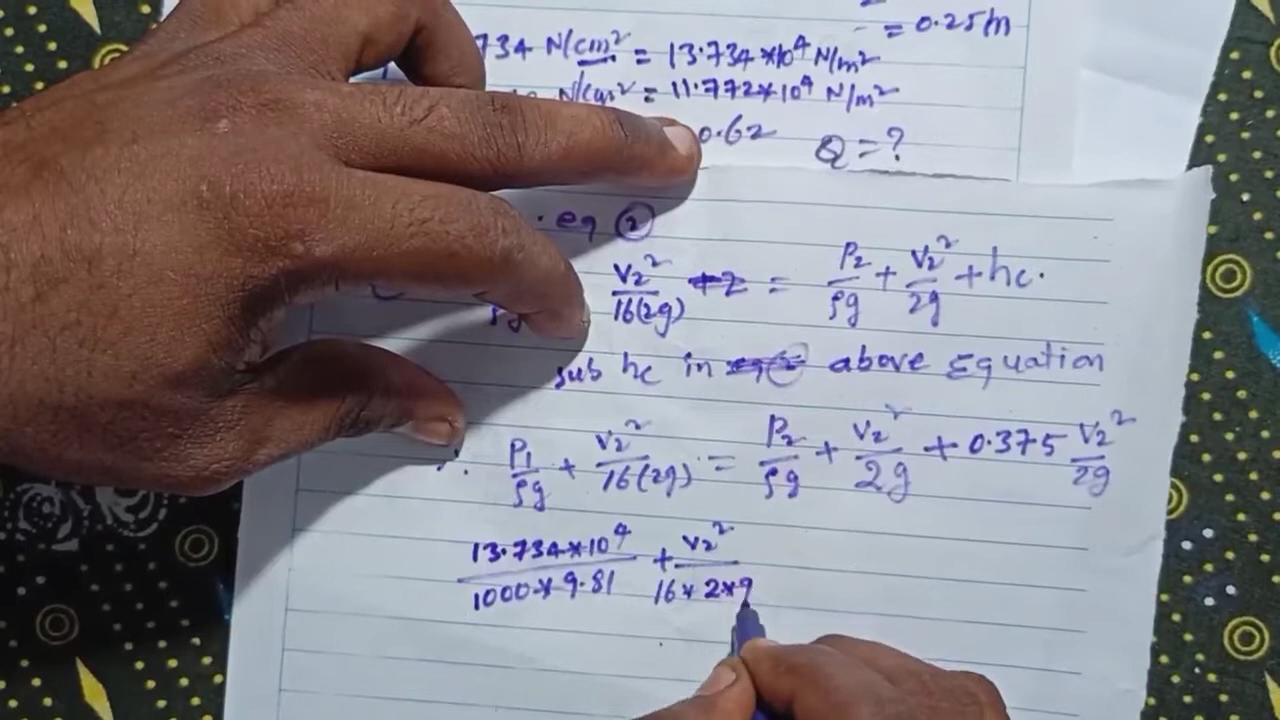 = 0.25m
734 N/cm² = 13.734*10⁴ N/m²
N/cm² = 11.772*10⁴ N/m²
0.62 Q = ?
eq ②
V₂²/16(2g) = P₂/ρg + V₂²/2g + hc.
sub hc in above Equation
∴ P₁/ρg + V₂²/16(2g) = P₂/ρg + V₂²/2g + 0.375 V₂²/2g
13.734*10⁴/1000*9.81 + V₂²/16*2*9